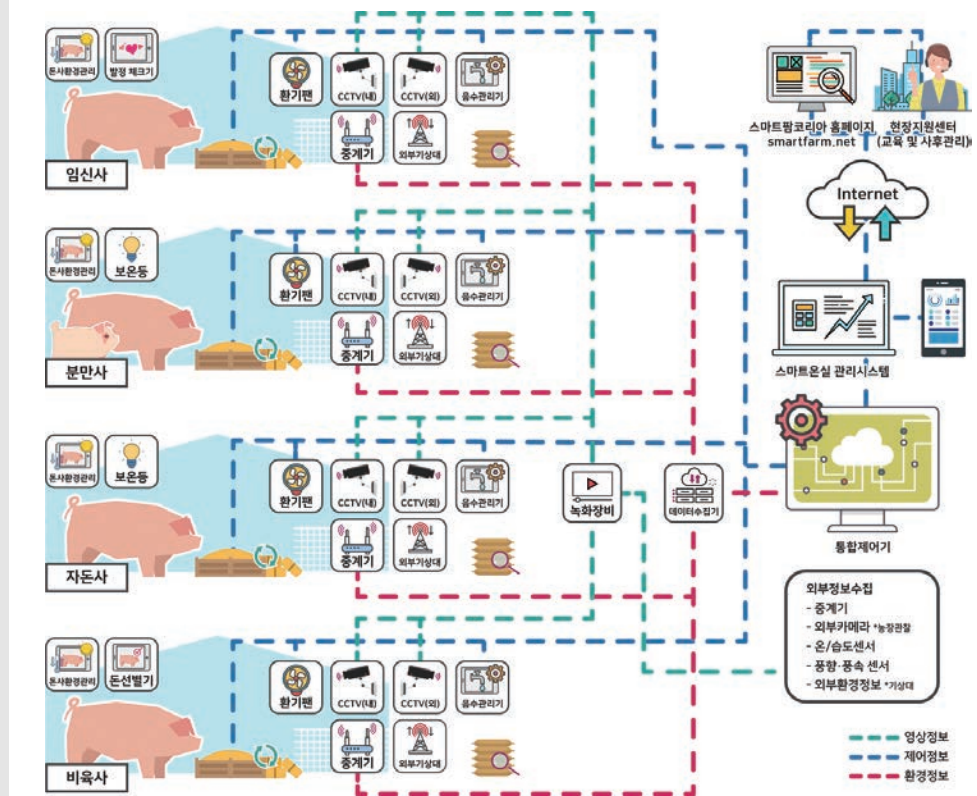 돈사환경관리
발정 체크기
환기팬
CCTV(내)
CCTV(외)
음수관리기
중계기
외부기상대
임신사
돈사환경관리
보온등
환기팬
CCTV(내)
CCTV(외)
음수관리기
중계기
외부기상대
분만사
돈사환경관리
보온등
환기팬
CCTV(내)
CCTV(외)
음수관리기
중계기
외부기상대
자돈사
돈사환경관리
돈선별기
환기팬
CCTV(내)
CCTV(외)
음수관리기
중계기
외부기상대
비육사
녹화장비
데이터수집기
스마트팜코리아 홈페이지
smartfarm.net
현장지원센터
(교육 및 사후관리)
Internet
스마트온실 관리시스템
통합제어기
외부정보수집
- 중계기
- 외부카메라 *농장관찰
- 온/습도센서
- 풍향·풍속 센서
- 외부환경정보 *기상대
영상정보
제어정보
환경정보